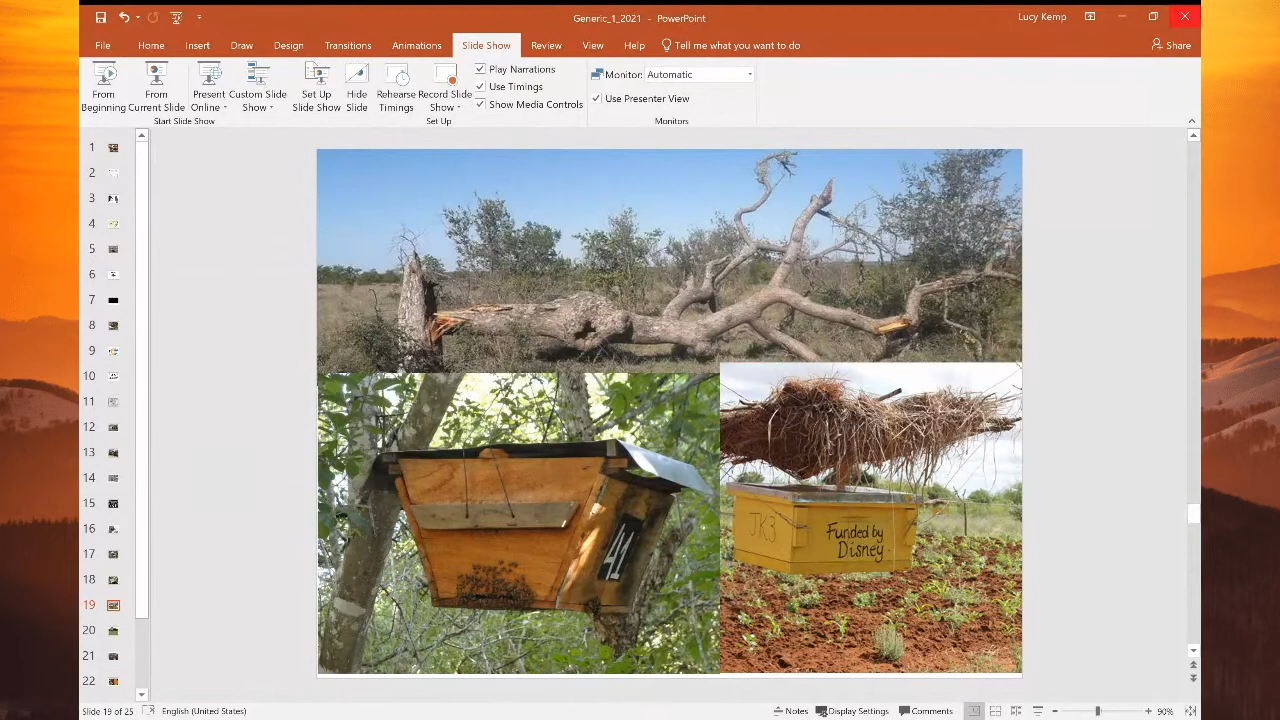 Generic_1_2021 - PowerPoint
Lucy Kemp
File Home Insert Draw Design Transitions Animations Slide Show Review View Help Tell me what you want to do
Share
From Beginning
From Current Slide
Present Online
Custom Slide Show
Set Up Slide Show
Hide Slide
Rehearse Timings
Record Slide Show
Play Narrations
Use Timings
Show Media Controls
Monitor: Automatic
Use Presenter View
Start Slide Show
Set Up
Monitors
1
2
3
4
5
6
7
8
9
10
11
12
13
14
15
16
17
18
19
20
21
22
41
JK3
Funded by
Disney
Slide 19 of 25 English (United States)
Notes Display Settings Comments 90%